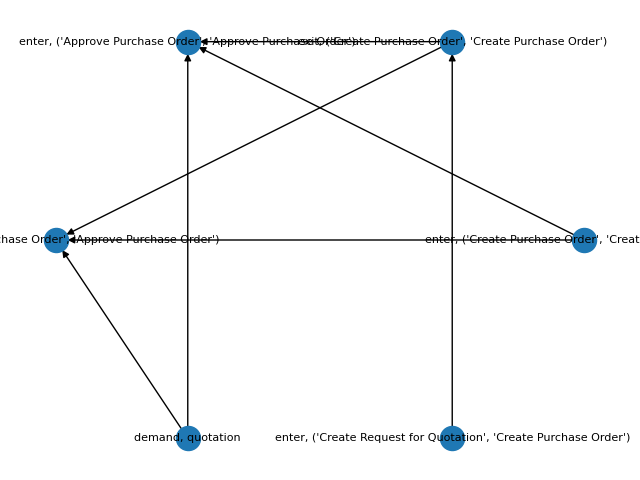 enter, ('Approve Purchase Order', 'Approve Purchase Order')
exit, ('Create Purchase Order', 'Create Purchase Order')
hase Order', 'Approve Purchase Order')
enter, ('Create Purchase Order', 'Creat
demand, quotation
enter, ('Create Request for Quotation', 'Create Purchase Order')